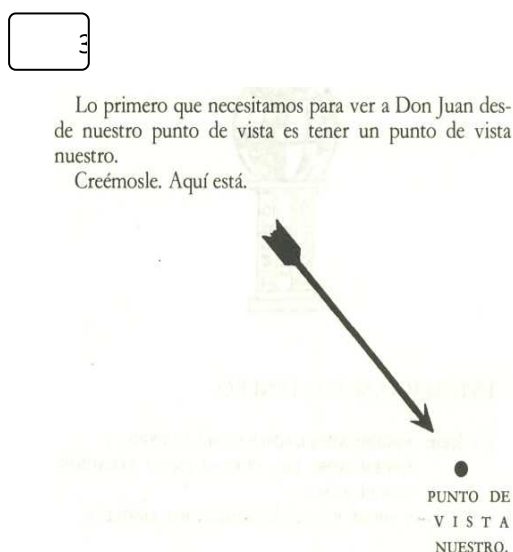 3
Lo primero que necesitamos para ver a Don Juan des-
de nuestro punto de vista es tener un punto de vista
nuestro.
Creémosle. Aquí está.
PUNTO DE
VISTA
NUESTRO.